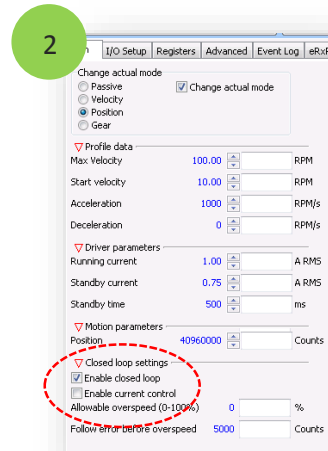 2
I/O Setup Registers Advanced Event Log
Change actual mode
Passive
Change actual mode
Velocity
Position
Gear
Profile data
Max Velocity 100.00 RPM
Start velocity 10.00 RPM
Acceleration 1000 RPM/s
Deceleration 0 RPM/s
Driver parameters
Running current 1.00 A RMS
Standby current 0.75 A RMS
Standby time 500 ms
Motion parameters
Position 40960000 Counts
Closed loop settings
Enable closed loop
Enable current control
Allowable overspeed (0-100%) 0 %
Follow error before overspeed 5000 Counts